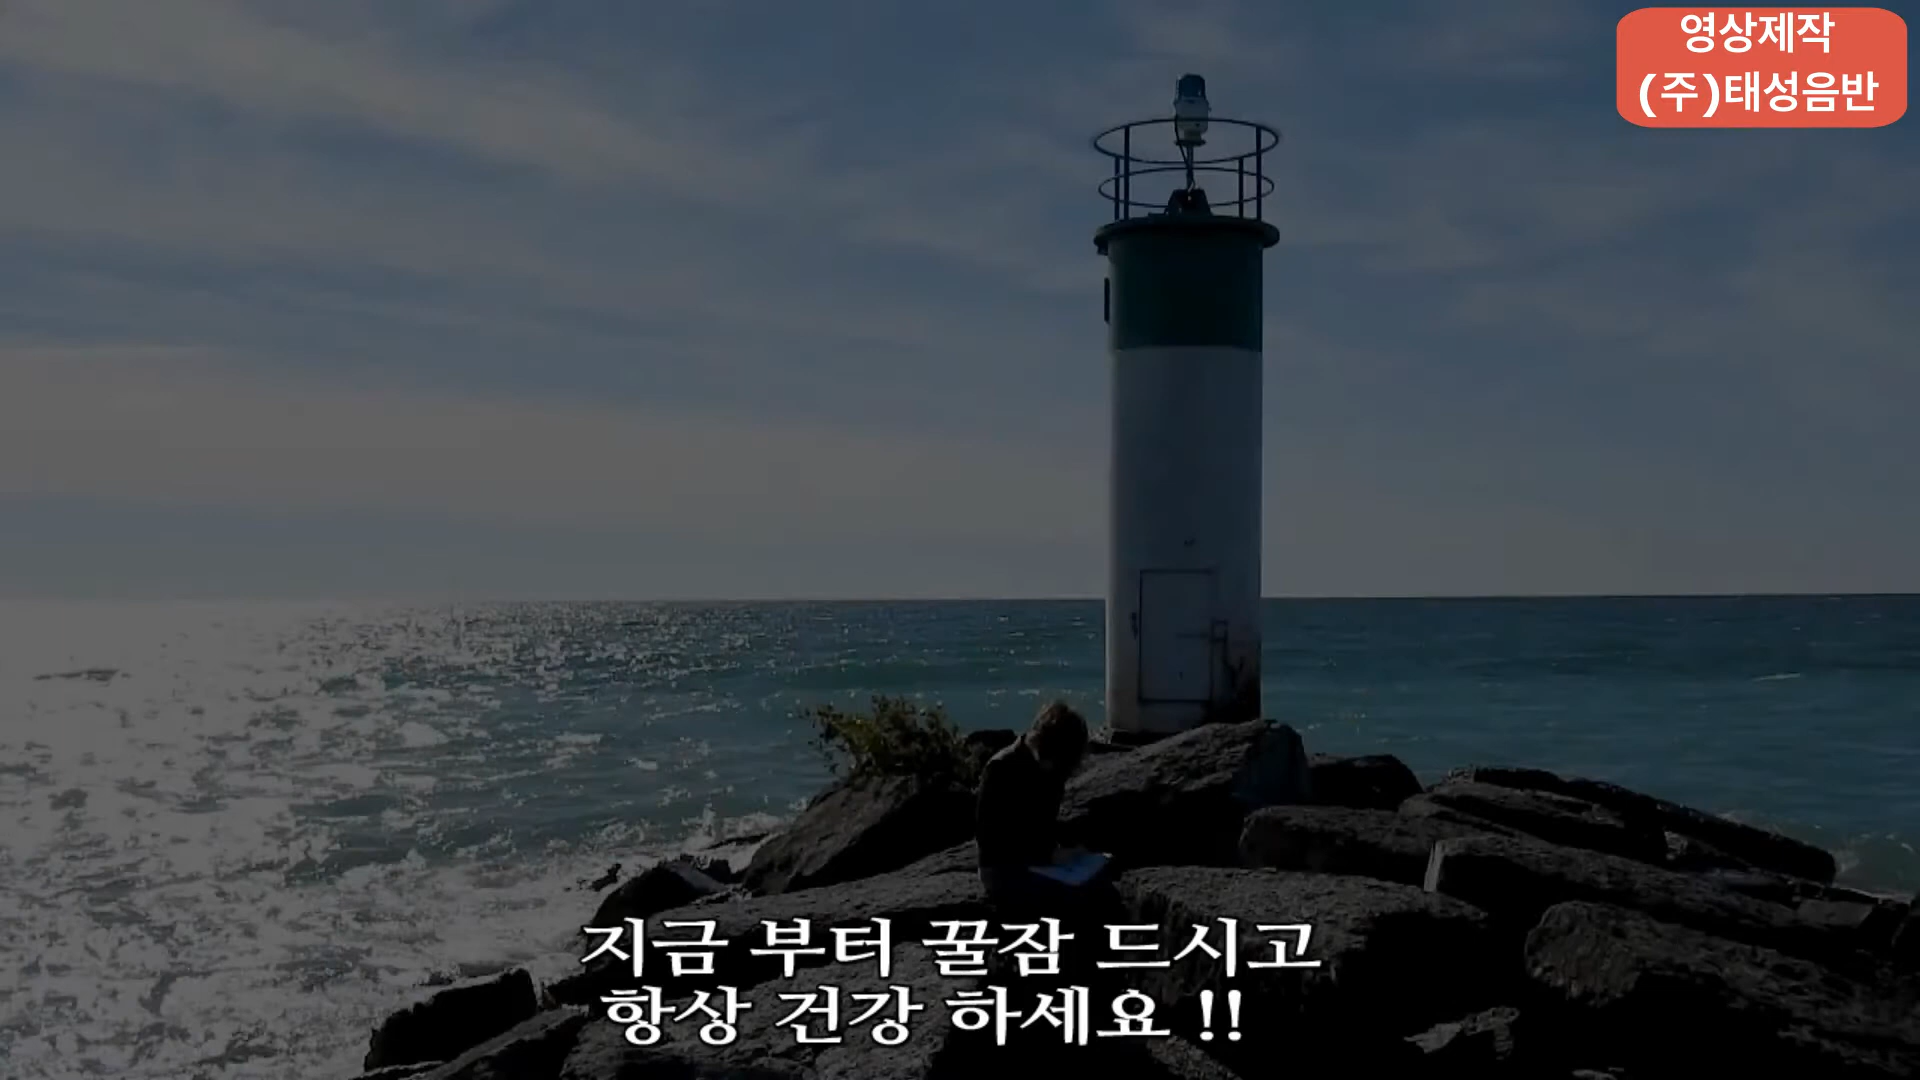 영상제작
(주)태성음반
지금 부터 꿀잠 드시고
항상 건강 하세요 !!